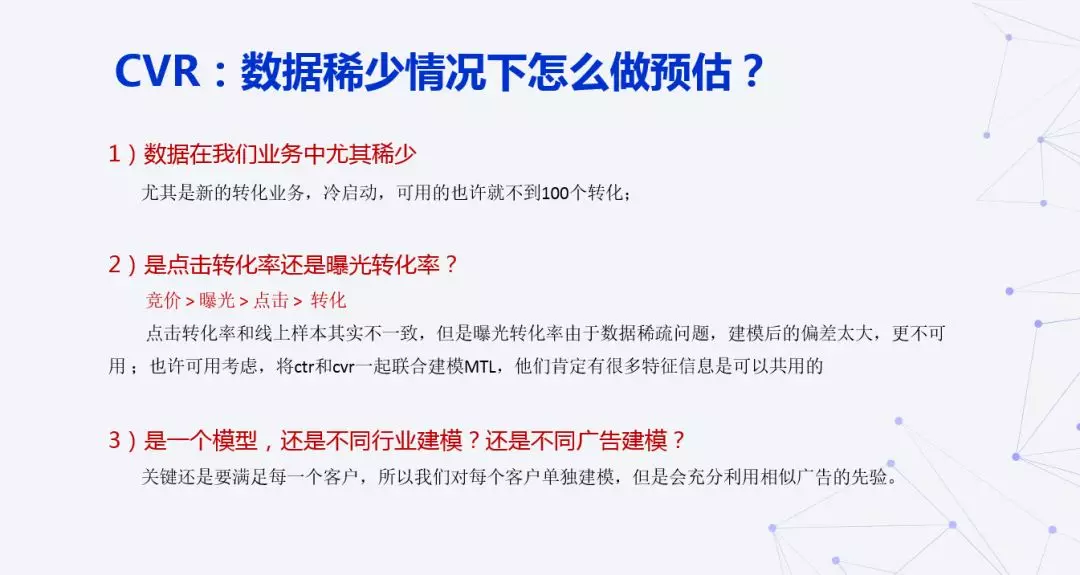 CVR：数据稀少情况下怎么做预估？
1）数据在我们业务中尤其稀少
尤其是新的转化业务，冷启动，可用的也许就不到100个转化；
2）是点击转化率还是曝光转化率？
竞价 > 曝光 > 点击 > 转化
点击转化率和线上样本其实不一致，但是曝光转化率由于数据稀疏问题，建模后的偏差太大，更不可
用；也许可用考虑，将ctr和cvr一起联合建模MTL，他们肯定有很多特征信息是可以共用的
3）是一个模型，还是不同行业建模？还是不同广告建模？
关键还是要满足每一个客户，所以我们对每个客户单独建模，但是会充分利用相似广告的先验。